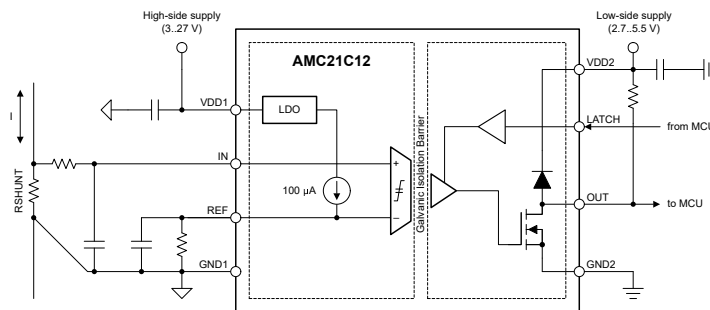 High-side supply
(3..27 V)
Low-side supply
(2.7..5.5 V)
AMC21C12
VDD1
LDO
VDD2
LATCH
from MCU
I
IN
100 µA
+
RSHUNT
REF
−
Galvanic Isolation Barrier
OUT
to MCU
GND1
GND2